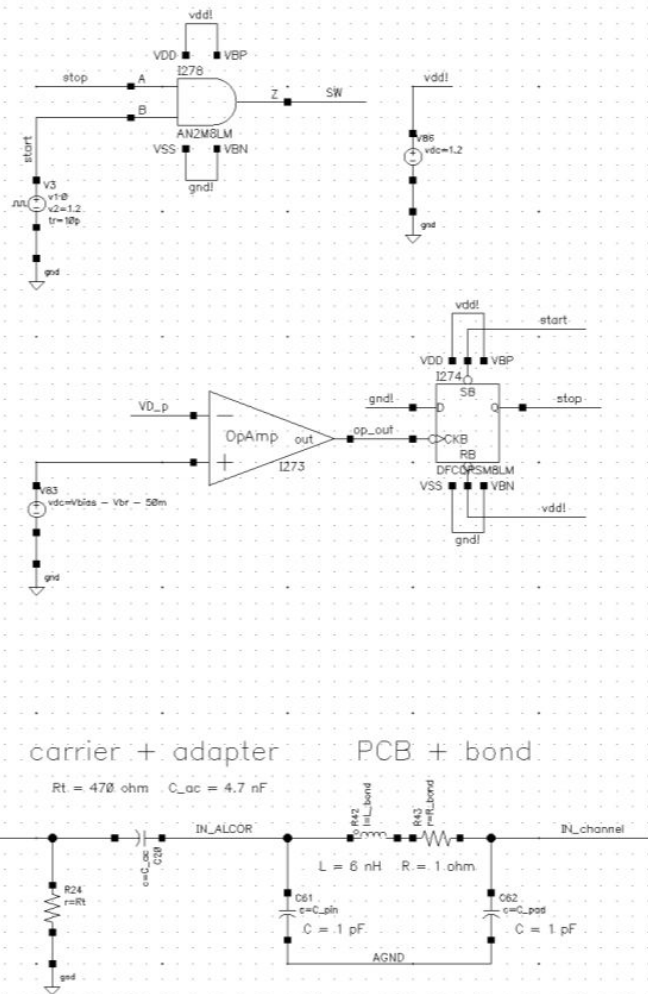 vdd!
VDD VBP
I278
stop A
Z SW
B
AN2M8LM
VSS VBN
gnd!
start
V3
v1=0
v2=1.2
tr=10p
gnd
vdd!
V86
vdc=1.2
gnd
vdd!
start
VDD VBP
I274
SB
gnd! D Q stop
VD_p
OpAmp out op_out CKB
I273
RB
VSS VBN
vdd!
gnd!
V83
vdc=Vbias - Vbr - 50m
gnd
carrier + adapter PCB + bond
Rt = 470 ohm C_ac = 4.7 nF
R42
l=L_bond
R43
r=R_bond
IN_ALCOR IN_channel
c=C_ac
C20
L = 6 nH R = 1 ohm
R24
r=Rt
C61
c=C_pin
C = 1 pF
C62
c=C_pad
C = 1 pF
AGND
gnd